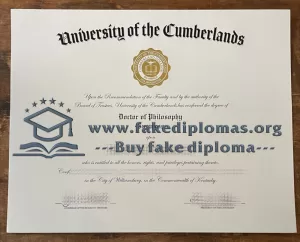 University of the Cumberlands
Upon the Recommendation of the Faculty and by the authority of the
Board of Trustees, University of the Cumberlands has conferred the degree of
Doctor of Philosophy
www.fakediplomas.org
upon
---Buy fake diploma---
who is entitled to all the honors, rights, and privileges pertaining thereto.
in the City of Williamsburg, in the Commonwealth of Kentucky.